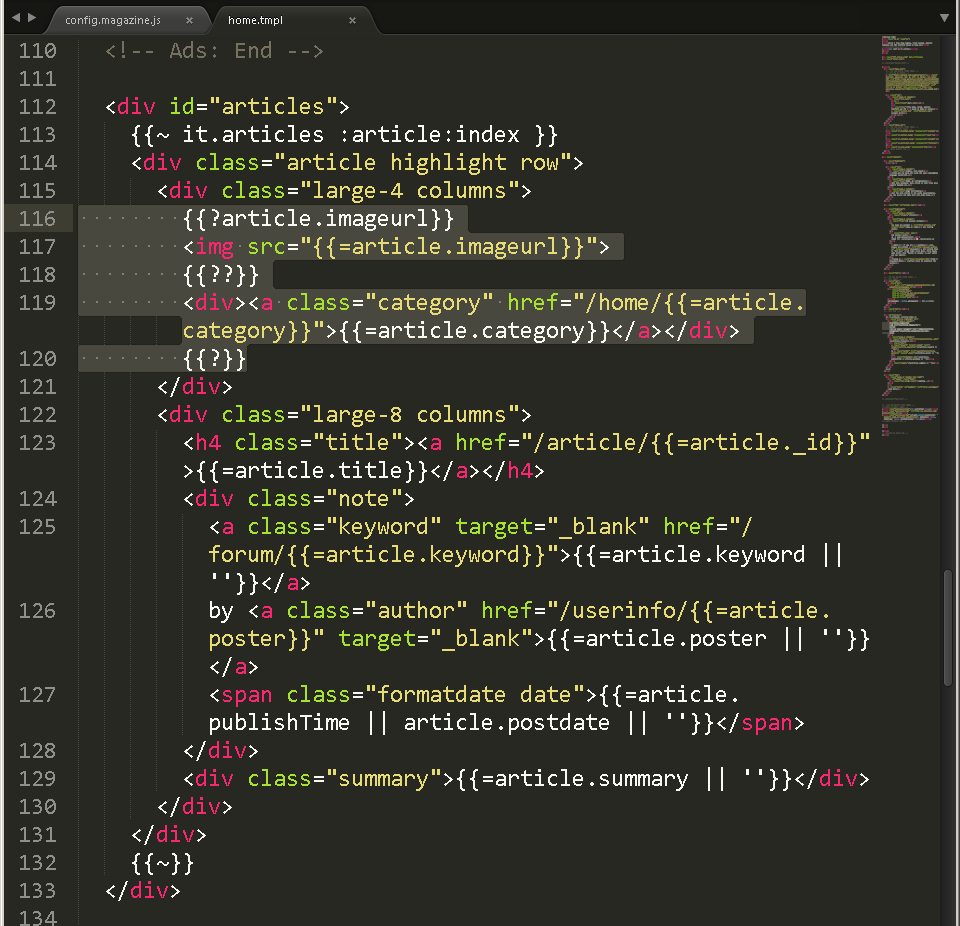 config.magazine.js × home.tmpl ×
110 <!-- Ads: End -->
111
112 <div id="articles">
113 {{~ it.articles :article:index }}
114 <div class="article highlight row">
115 <div class="large-4 columns">
116 {{?article.imageurl}}
117 <img src="{{=article.imageurl}}">
118 {{??}}
119 <div><a class="category" href="/home/{{=article.
category}}">{{=article.category}}</a></div>
120 {{?}}
121 </div>
122 <div class="large-8 columns">
123 <h4 class="title"><a href="/article/{{=article._id}}"
>{{=article.title}}</a></h4>
124 <div class="note">
125 <a class="keyword" target="_blank" href="/
forum/{{=article.keyword}}">{{=article.keyword ||
''}}</a>
126 by <a class="author" href="/userinfo/{{=article.
poster}}" target="_blank">{{=article.poster || ''}}
</a>
127 <span class="formatdate date">{{=article.
publishTime || article.postdate || ''}}</span>
128 </div>
129 <div class="summary">{{=article.summary || ''}}</div>
130 </div>
131 </div>
132 {{~}}
133 </div>
134